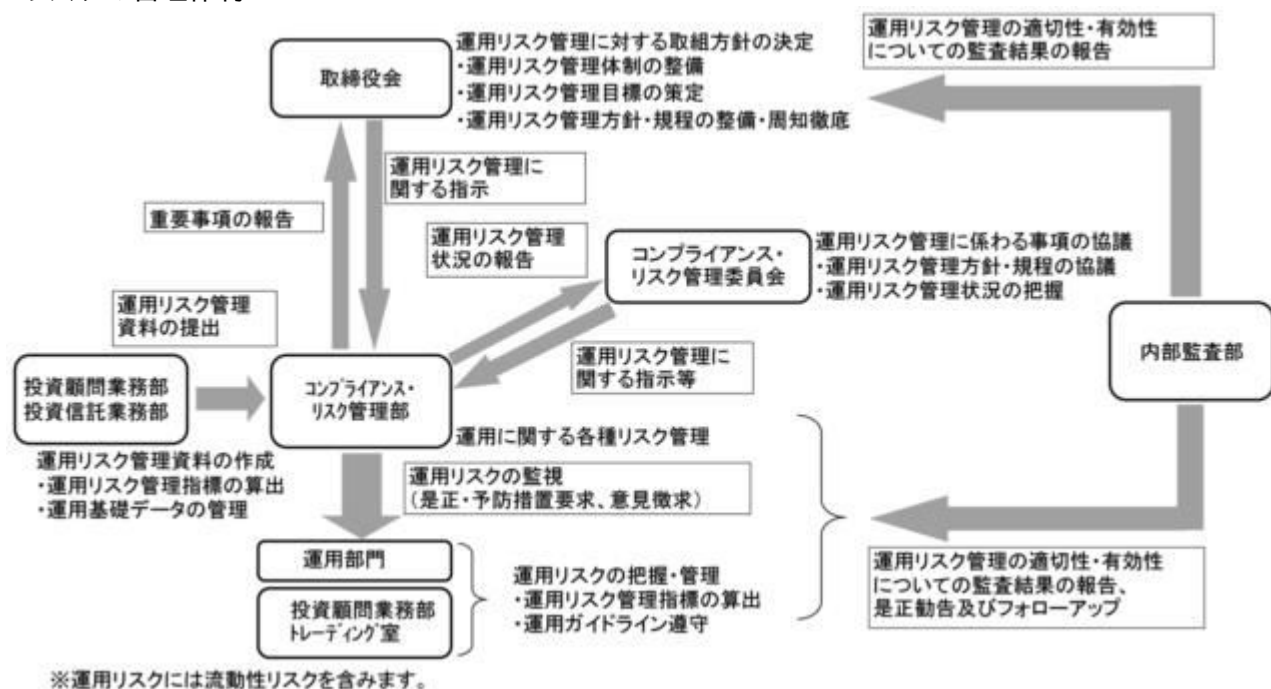 運用リスク管理に対する取組方針の決定
・運用リスク管理体制の整備
・運用リスク管理目標の策定
・運用リスク管理方針・規程の整備・周知徹底
取締役会
運用リスク管理の適切性・有効性
についての監査結果の報告
運用リスク管理に
関する指示
重要事項の報告
運用リスク管理
状況の報告
コンプライアンス・
リスク管理委員会
運用リスク管理に係わる事項の協議
・運用リスク管理方針・規程の協議
・運用リスク管理状況の把握
運用リスク管理
資料の提出
内部監査部
運用リスク管理に
関する指示等
投資顧問業務部
投資信託業務部
コンプライアンス・
リスク管理部
運用に関する各種リスク管理
運用リスク管理資料の作成
・運用リスク管理指標の算出
・運用基礎データの管理
運用リスクの監視
(是正・予防措置要求、意見徴求)
運用部門
投資顧問業務部
トレーディング室
運用リスクの把握・管理
・運用リスク管理指標の算出
・運用ガイドライン遵守
運用リスク管理の適切性・有効性
についての監査結果の報告、
是正勧告及びフォローアップ
※運用リスクには流動性リスクを含みます。